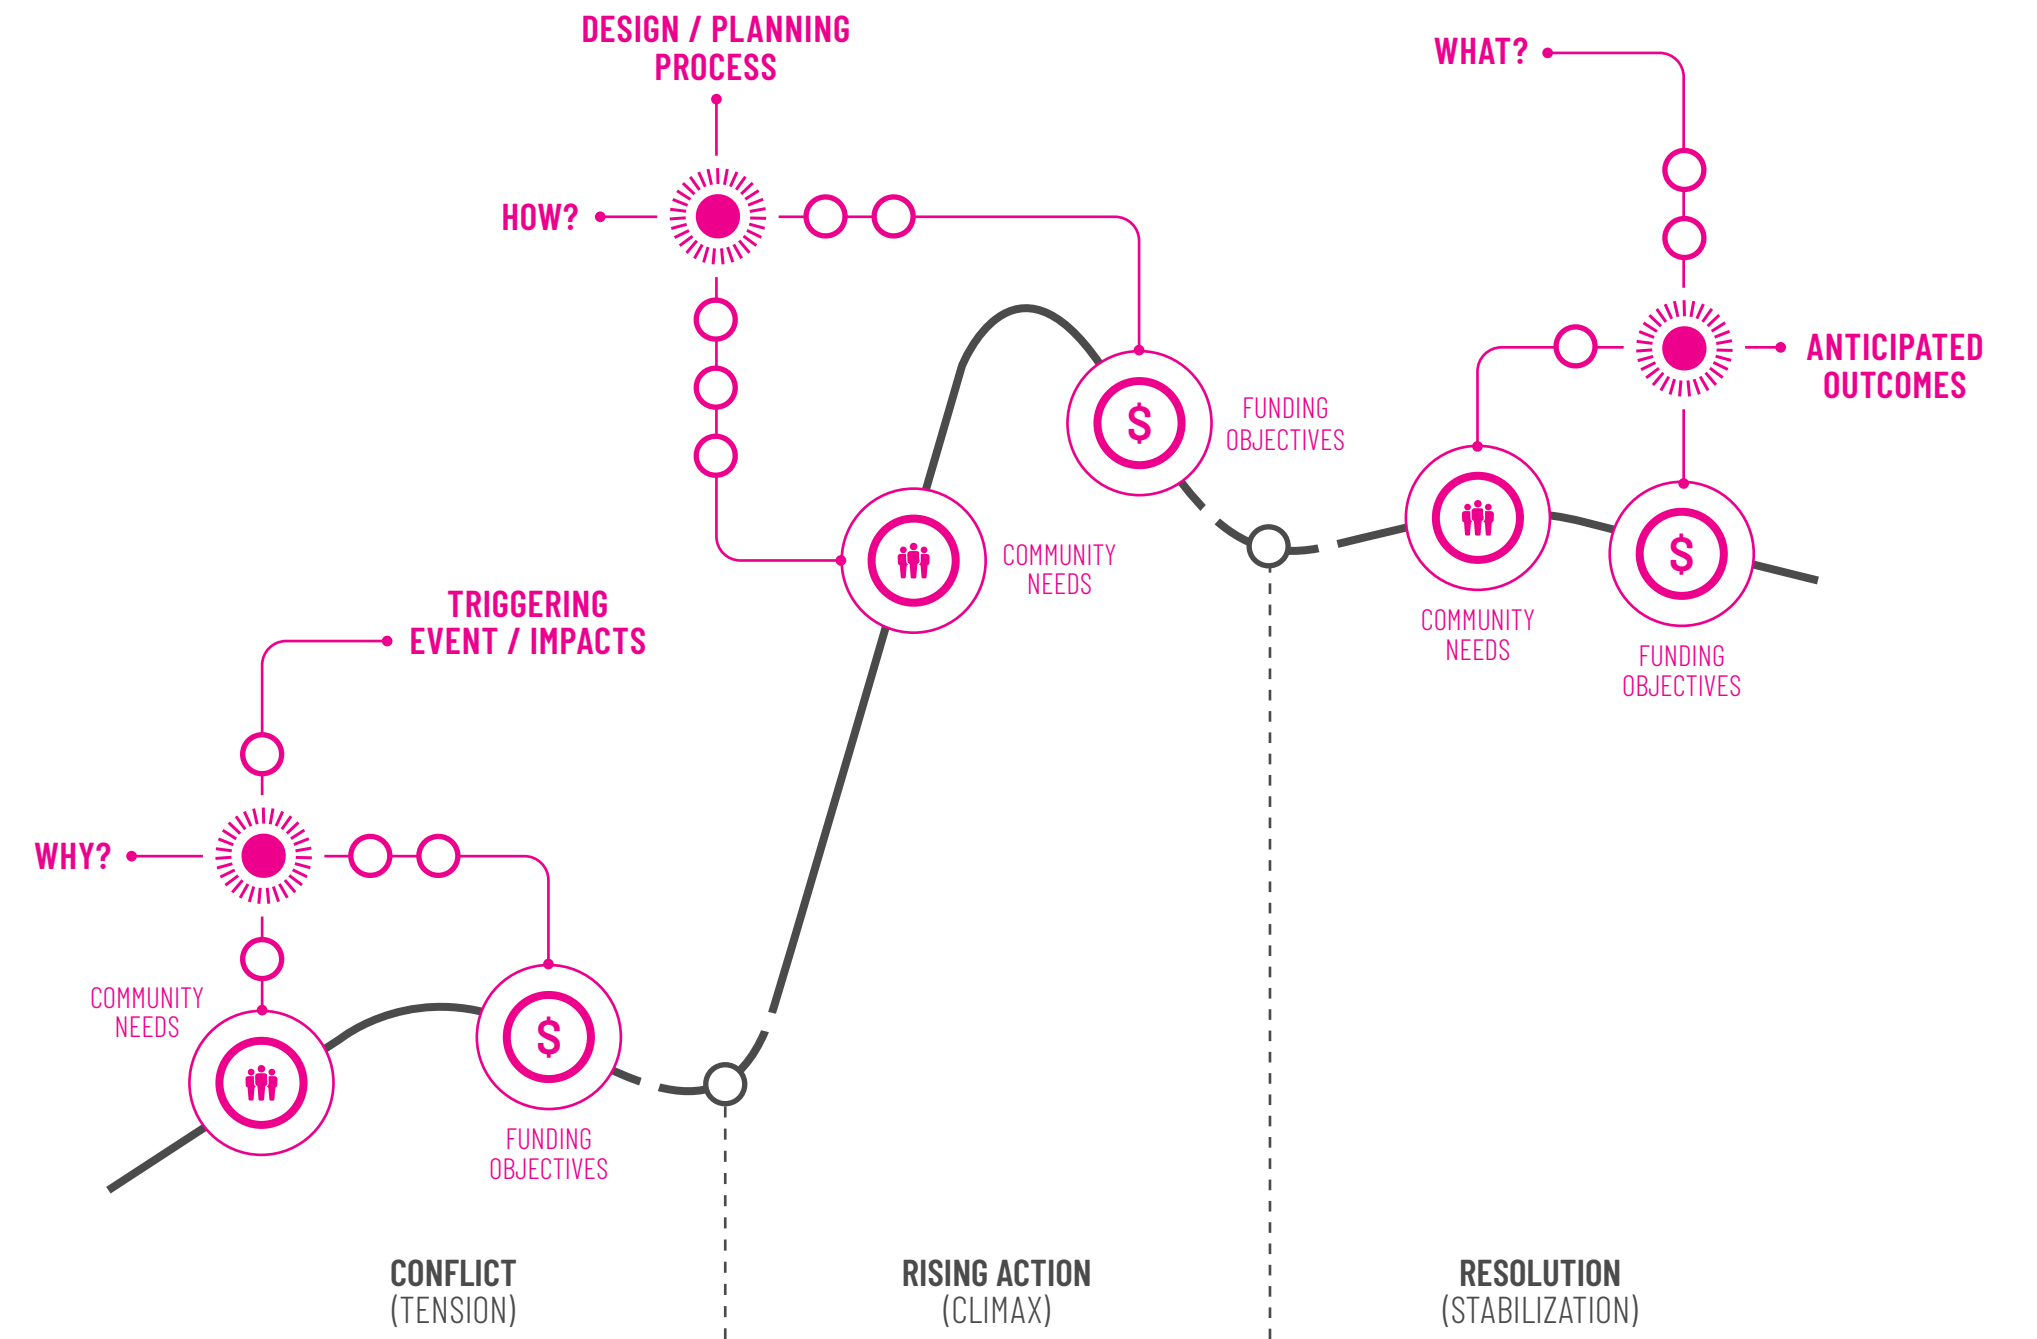 DESIGN / PLANNING
PROCESS
HOW?
WHAT?
ANTICIPATED
OUTCOMES
$
FUNDING
OBJECTIVES
COMMUNITY
NEEDS
COMMUNITY
NEEDS
$
FUNDING
OBJECTIVES
TRIGGERING
EVENT / IMPACTS
WHY?
COMMUNITY
NEEDS
$
FUNDING
OBJECTIVES
CONFLICT
(TENSION)
RISING ACTION
(CLIMAX)
RESOLUTION
(STABILIZATION)